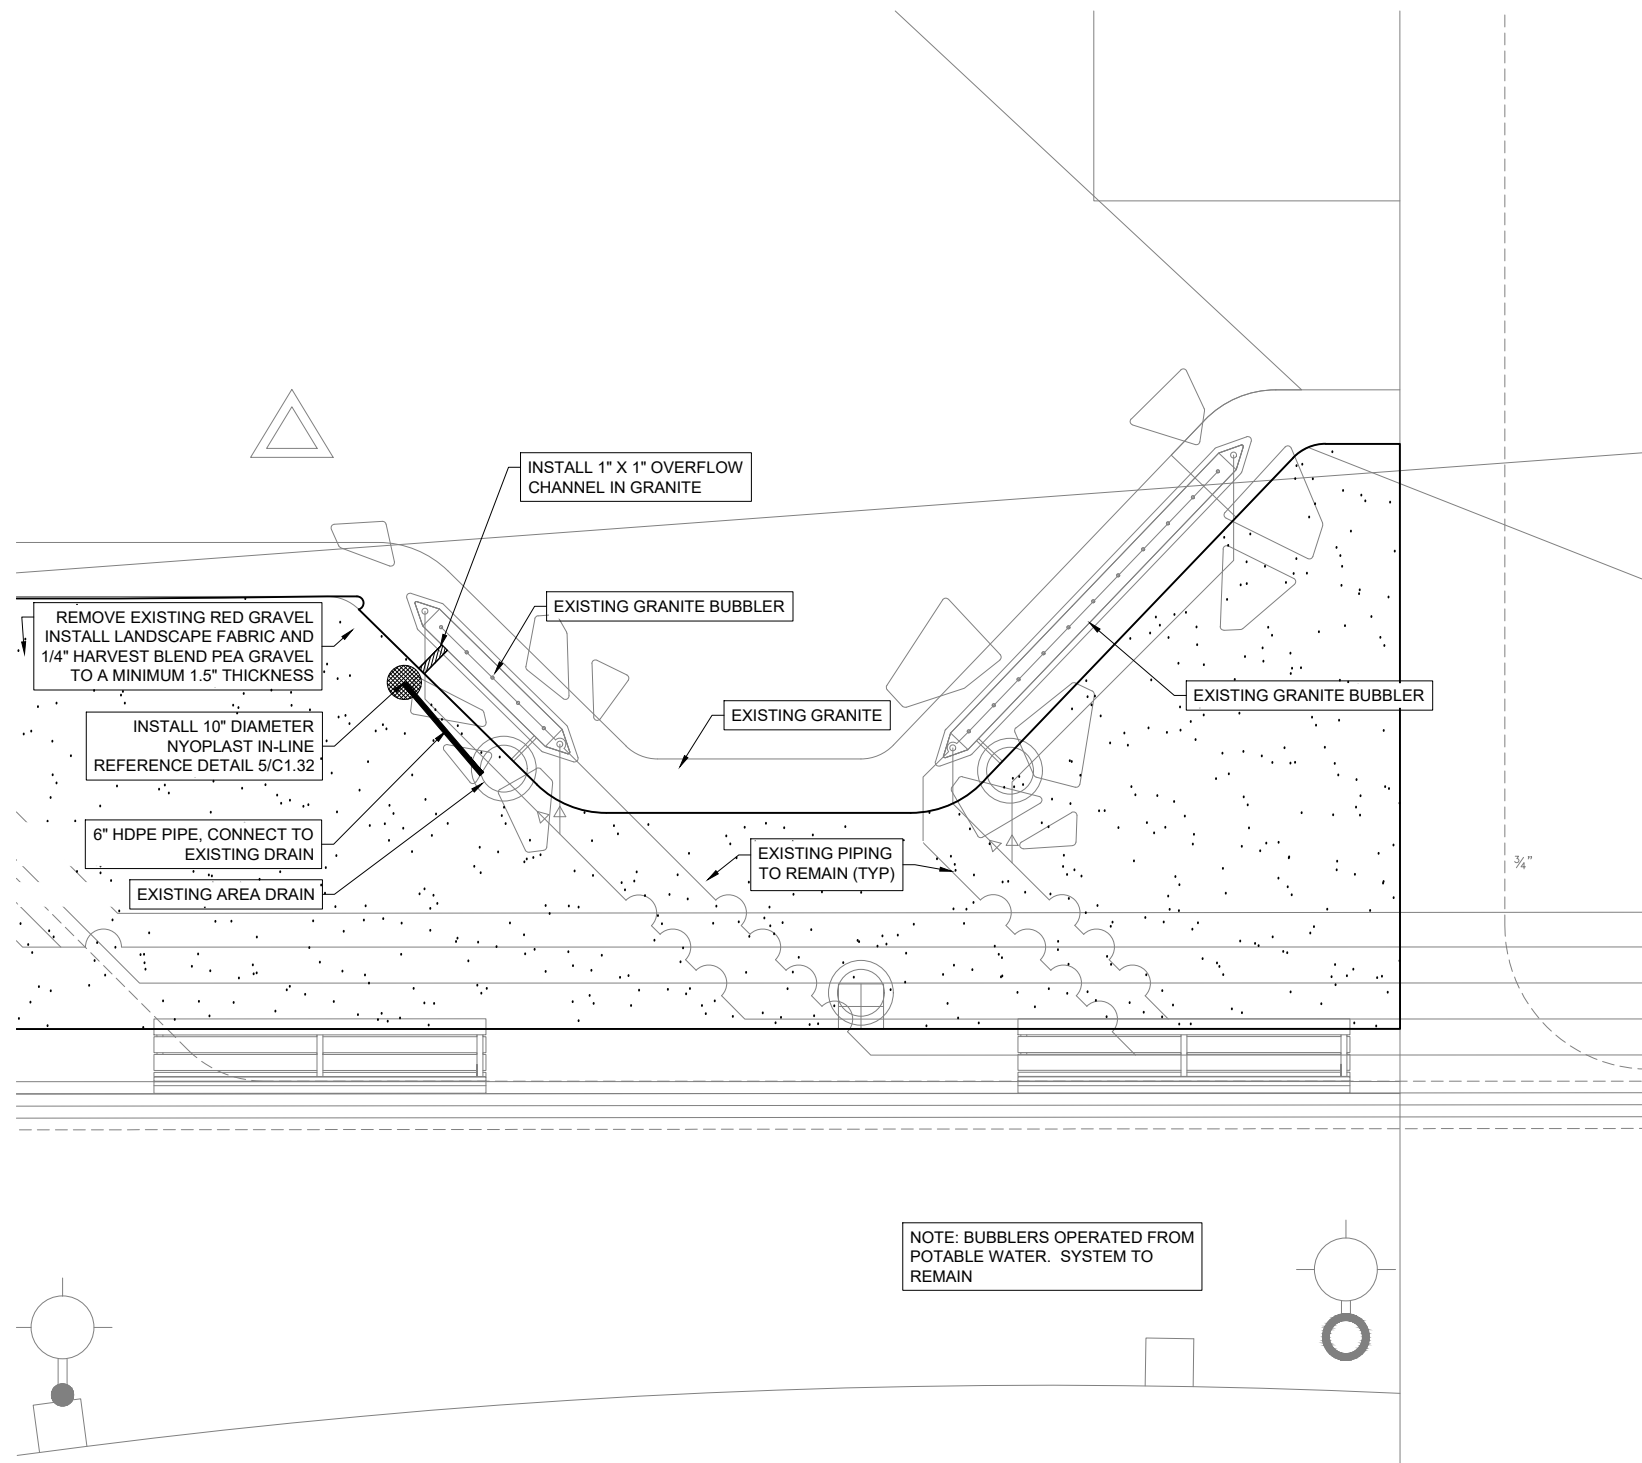 INSTALL 1" X 1" OVERFLOW
CHANNEL IN GRANITE
EXISTING GRANITE BUBBLER
REMOVE EXISTING RED GRAVEL
INSTALL LANDSCAPE FABRIC AND
1/4" HARVEST BLEND PEA GRAVEL
TO A MINIMUM 1.5" THICKNESS
EXISTING GRANITE BUBBLER
EXISTING GRANITE
INSTALL 10" DIAMETER
NYOPLAST IN-LINE
REFERENCE DETAIL 5/C1.32
6" HDPE PIPE, CONNECT TO
EXISTING DRAIN
EXISTING PIPING
TO REMAIN (TYP)
¾"
EXISTING AREA DRAIN
NOTE: BUBBLERS OPERATED FROM
POTABLE WATER. SYSTEM TO
REMAIN